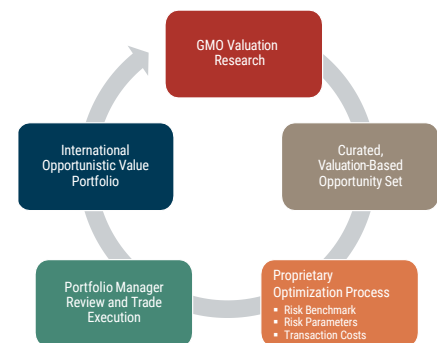 GMO Valuation
Research
Curated,
Valuation-Based
Opportunity Set
Proprietary
Optimization Process
▪ Risk Benchmark
▪ Risk Parameters
▪ Transaction Costs
Portfolio Manager
Review and Trade
Execution
International
Opportunistic Value
Portfolio